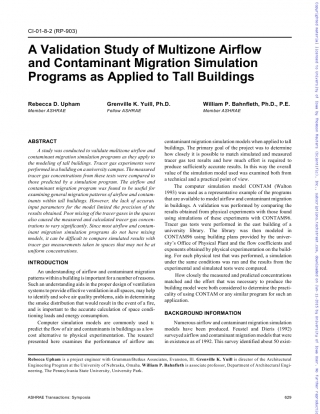 CI-01-8-2 (RP-903)
A Validation Study of Multizone Airflow
and Contaminant Migration Simulation
Programs as Applied to Tall Buildings
Rebecca D. Upham
Member ASHRAE
Grenville K. Yuill, Ph.D.
Fellow ASHRAE
William P. Bahnfleth, Ph.D., P.E.
Member ASHRAE
ABSTRACT
A study was conducted to validate multizone airflow and
contaminant migration simulation programs as they apply to
the modeling of tall buildings. Tracer gas experiments were
performed in a building on a university campus. The measured
tracer gas concentrations from these tests were compared to
those predicted by a simulation program. The airflow and
contaminant migration program was found to be useful for
examining general migration patterns of airflow and contam-
inants within tall buildings. However, the lack of accurate
input parameters for the model limited the precision of the
results obtained. Poor mixing of the tracer gases in the spaces
also caused the measured and calculated tracer gas concen-
trations to vary significantly. Since most airflow and contam-
inant migration simulation programs do not have mixing
models, it can be difficult to compare simulated results with
tracer gas measurements taken in spaces that may not be at
uniform concentrations.
INTRODUCTION
An understanding of airflow and contaminant migration
patterns within a building is important for a number of reasons.
Such an understanding aids in the proper design of ventilation
systems to provide effective ventilation in all spaces, may help
to identify and solve air quality problems, aids in determining
the smoke distribution that would result in the event of a fire,
and is important to the accurate calculation of space condi-
tioning loads and energy consumption.
Computer simulation models are commonly used to
predict the flow of air and contaminants in buildings as a low-
cost alternative to physical experimentation. The research
presented here examines the performance of airflow and
contaminant migration simulation models when applied to tall
buildings. The primary goal of the project was to determine
how closely it is possible to match simulated and measured
tracer gas test results and how much effort is required to
produce sufficiently accurate results. In this way the overall
value of the simulation model used was examined both from
a technical and a practical point of view.
The computer simulation model CONTAM (Walton
1993) was used as a representative example of the programs
that are available to model airflow and contaminant migration
in buildings. A validation was performed by comparing the
results obtained from physical experiments with those found
using simulations of those experiments with CONTAM96.
Tracer gas tests were performed in the east building of a
university library. The library was then modeled in
CONTAM96 using building plans provided by the univer-
sity's Office of Physical Plant and the flow coefficients and
exponents obtained by physical experimentation on the build-
ing. For each physical test that was performed, a simulation
under the same conditions was run and the results from the
experimental and simulated tests were compared.
How closely the measured and predicted concentrations
matched and the effort that was necessary to produce the
building model were both considered to determine the practi-
cality of using CONTAM or any similar program for such an
application.
BACKGROUND INFORMATION
Numerous airflow and contaminant migration simulation
models have been produced. Feustel and Dieris (1992)
surveyed airflow and contaminant migration models that were
in existence as of 1992. This survey identified about 50 exist-
Rebecca D. Upham is a project engineer with Grumman/Butkus Associates, Evanston, Ill. Grenville K. Yuill is director of the Architectural
Engineering Program at the University of Nebraska, Omaha. William P. Bahnfleth is associate professor, Department of Architectural Engi-
neering, The Pennsylvania State University, University Park.
ASHRAE Transactions: Symposia
629